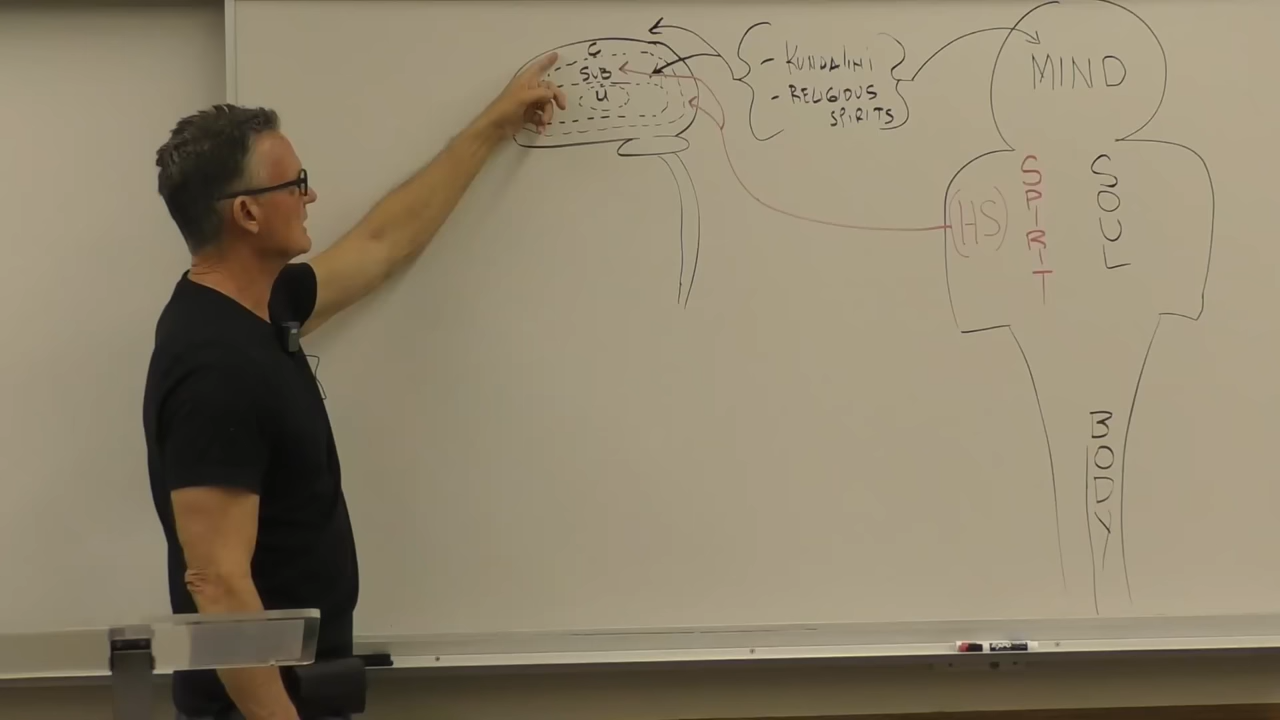 C
SUB
U
- KUNDALINI
- RELIGIOUS
SPIRITS
MIND
(HS)
SPIRIT
SOUL
BODY